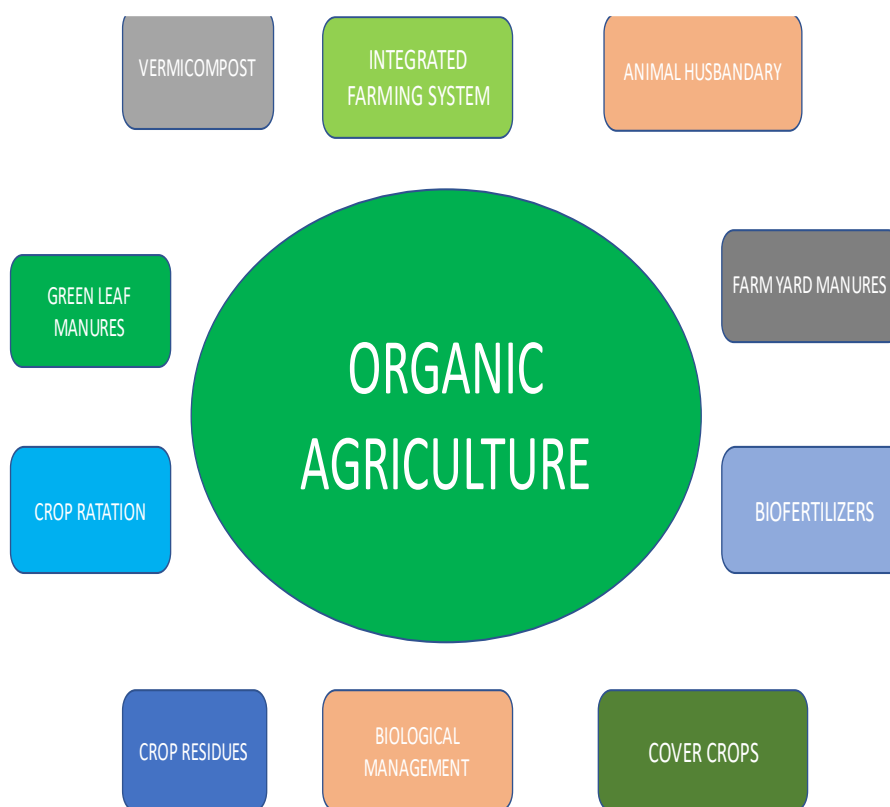 VERMICOMPOST
INTEGRATED
FARMING SYSTEM
ANIMAL HUSBANDARY
GREEN LEAF
MANURES
FARM YARD MANURES
ORGANIC
AGRICULTURE
CROP RATATION
BIOFERTILIZERS
CROP RESIDUES
BIOLOGICAL
MANAGEMENT
COVER CROPS